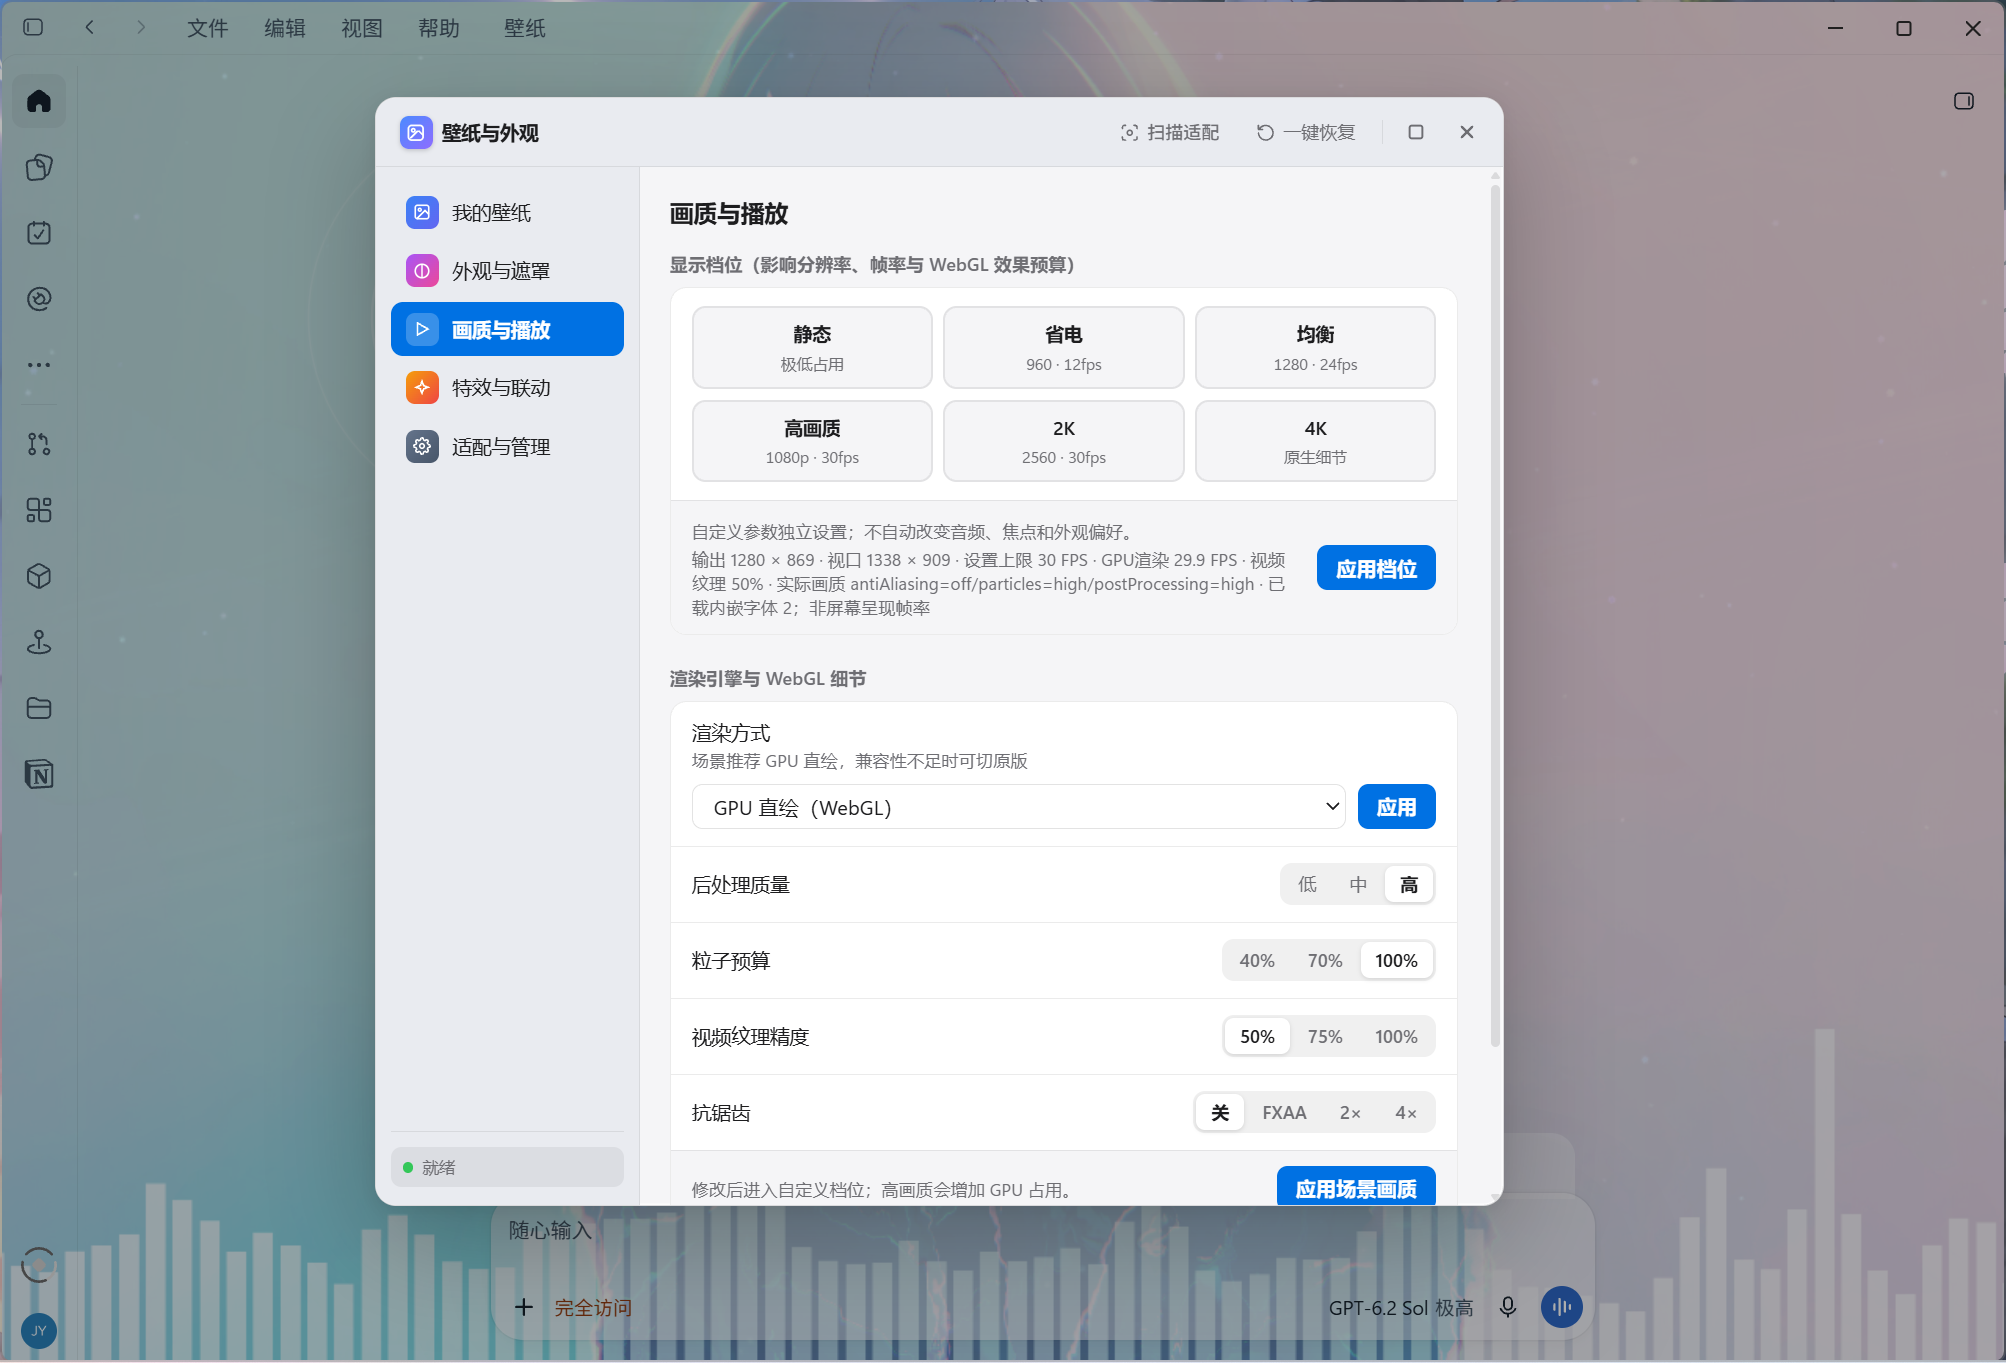 文件 编辑 视图 帮助 壁纸
壁纸与外观
扫描适配 一键恢复
我的壁纸
外观与遮罩
画质与播放
特效与联动
适配与管理
就绪
画质与播放
显示档位（影响分辨率、帧率与 WebGL 效果预算）
静态
极低占用
省电
960 · 12fps
均衡
1280 · 24fps
高画质
1080p · 30fps
2K
2560 · 30fps
4K
原生细节
自定义参数独立设置；不自动改变音频、焦点和外观偏好。
输出 1280 × 869 · 视口 1338 × 909 · 设置上限 30 FPS · GPU渲染 29.9 FPS · 视频
纹理 50% · 实际画质 antiAliasing=off/particles=high/postProcessing=high · 已
载内嵌字体 2；非屏幕呈现帧率
应用档位
渲染引擎与 WebGL 细节
渲染方式
场景推荐 GPU 直绘，兼容性不足时可切原版
GPU 直绘（WebGL）
应用
后处理质量
低 中 高
粒子预算
40% 70% 100%
视频纹理精度
50% 75% 100%
抗锯齿
关 FXAA 2× 4×
修改后进入自定义档位；高画质会增加 GPU 占用。
应用场景画质
随心输入
完全访问
GPT-6.2 Sol 极高
JY
N